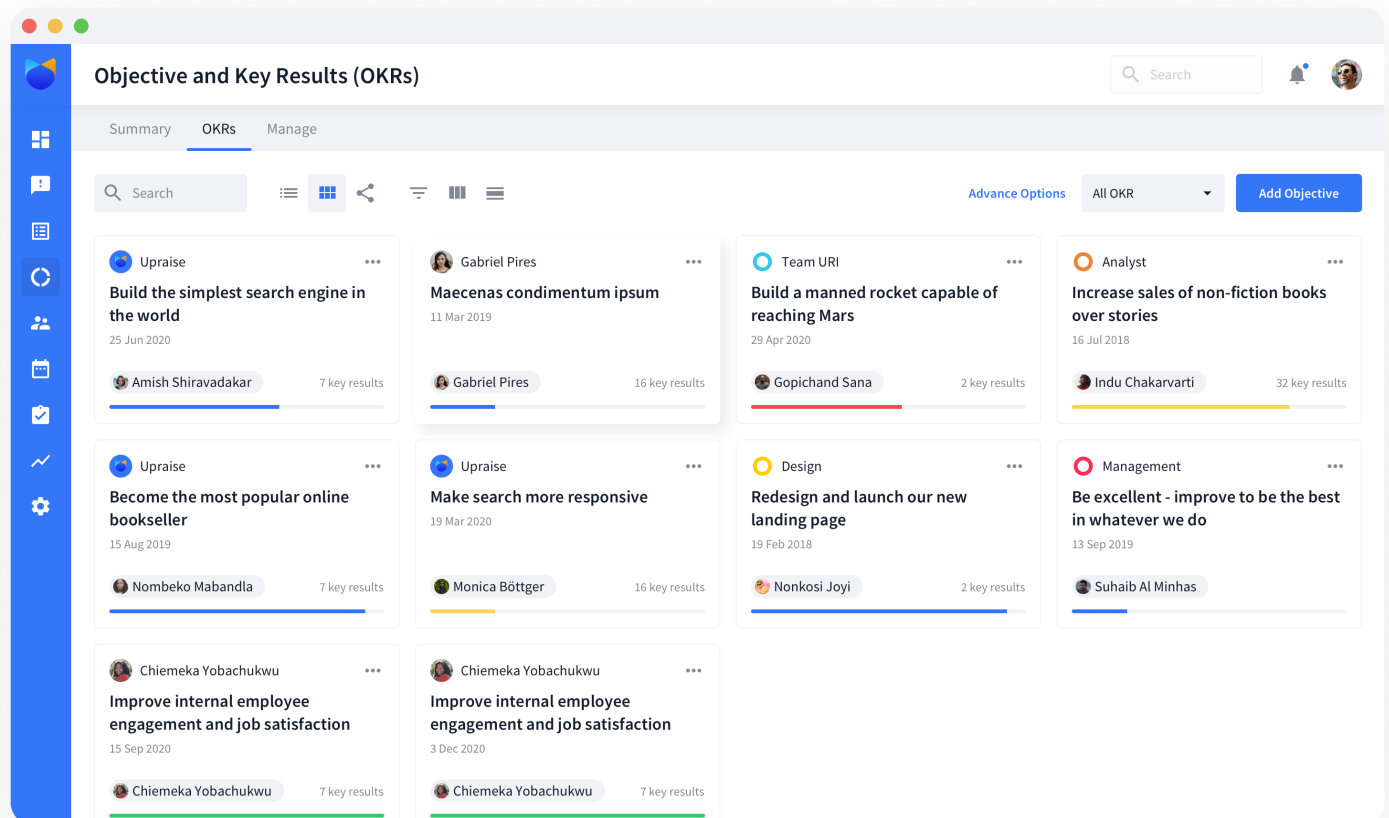 Objective and Key Results (OKRs)
Search
Summary
OKRs
Manage
Search
Advance Options
All OKR
Add Objective
Upraise
Build the simplest search engine in
the world
25 Jun 2020
Amish Shiravadakar
7 key results
Gabriel Pires
Maecenas condimentum ipsum
11 Mar 2019
Gabriel Pires
16 key results
Team URI
Build a manned rocket capable of
reaching Mars
29 Apr 2020
Gopichand Sana
2 key results
Analyst
Increase sales of non-fiction books
over stories
16 Jul 2018
Indu Chakarvarti
32 key results
Upraise
Become the most popular online
bookseller
15 Aug 2019
Nombeko Mabandla
7 key results
Upraise
Make search more responsive
19 Mar 2020
Monica Böttger
16 key results
Design
Redesign and launch our new
landing page
19 Feb 2018
Nonkosi Joyi
2 key results
Management
Be excellent - improve to be the best
in whatever we do
13 Sep 2019
Suhaib Al Minhas
Chiemeka Yobachukwu
Improve internal employee
engagement and job satisfaction
15 Sep 2020
Chiemeka Yobachukwu
7 key results
Chiemeka Yobachukwu
Improve internal employee
engagement and job satisfaction
3 Dec 2020
Chiemeka Yobachukwu
7 key results